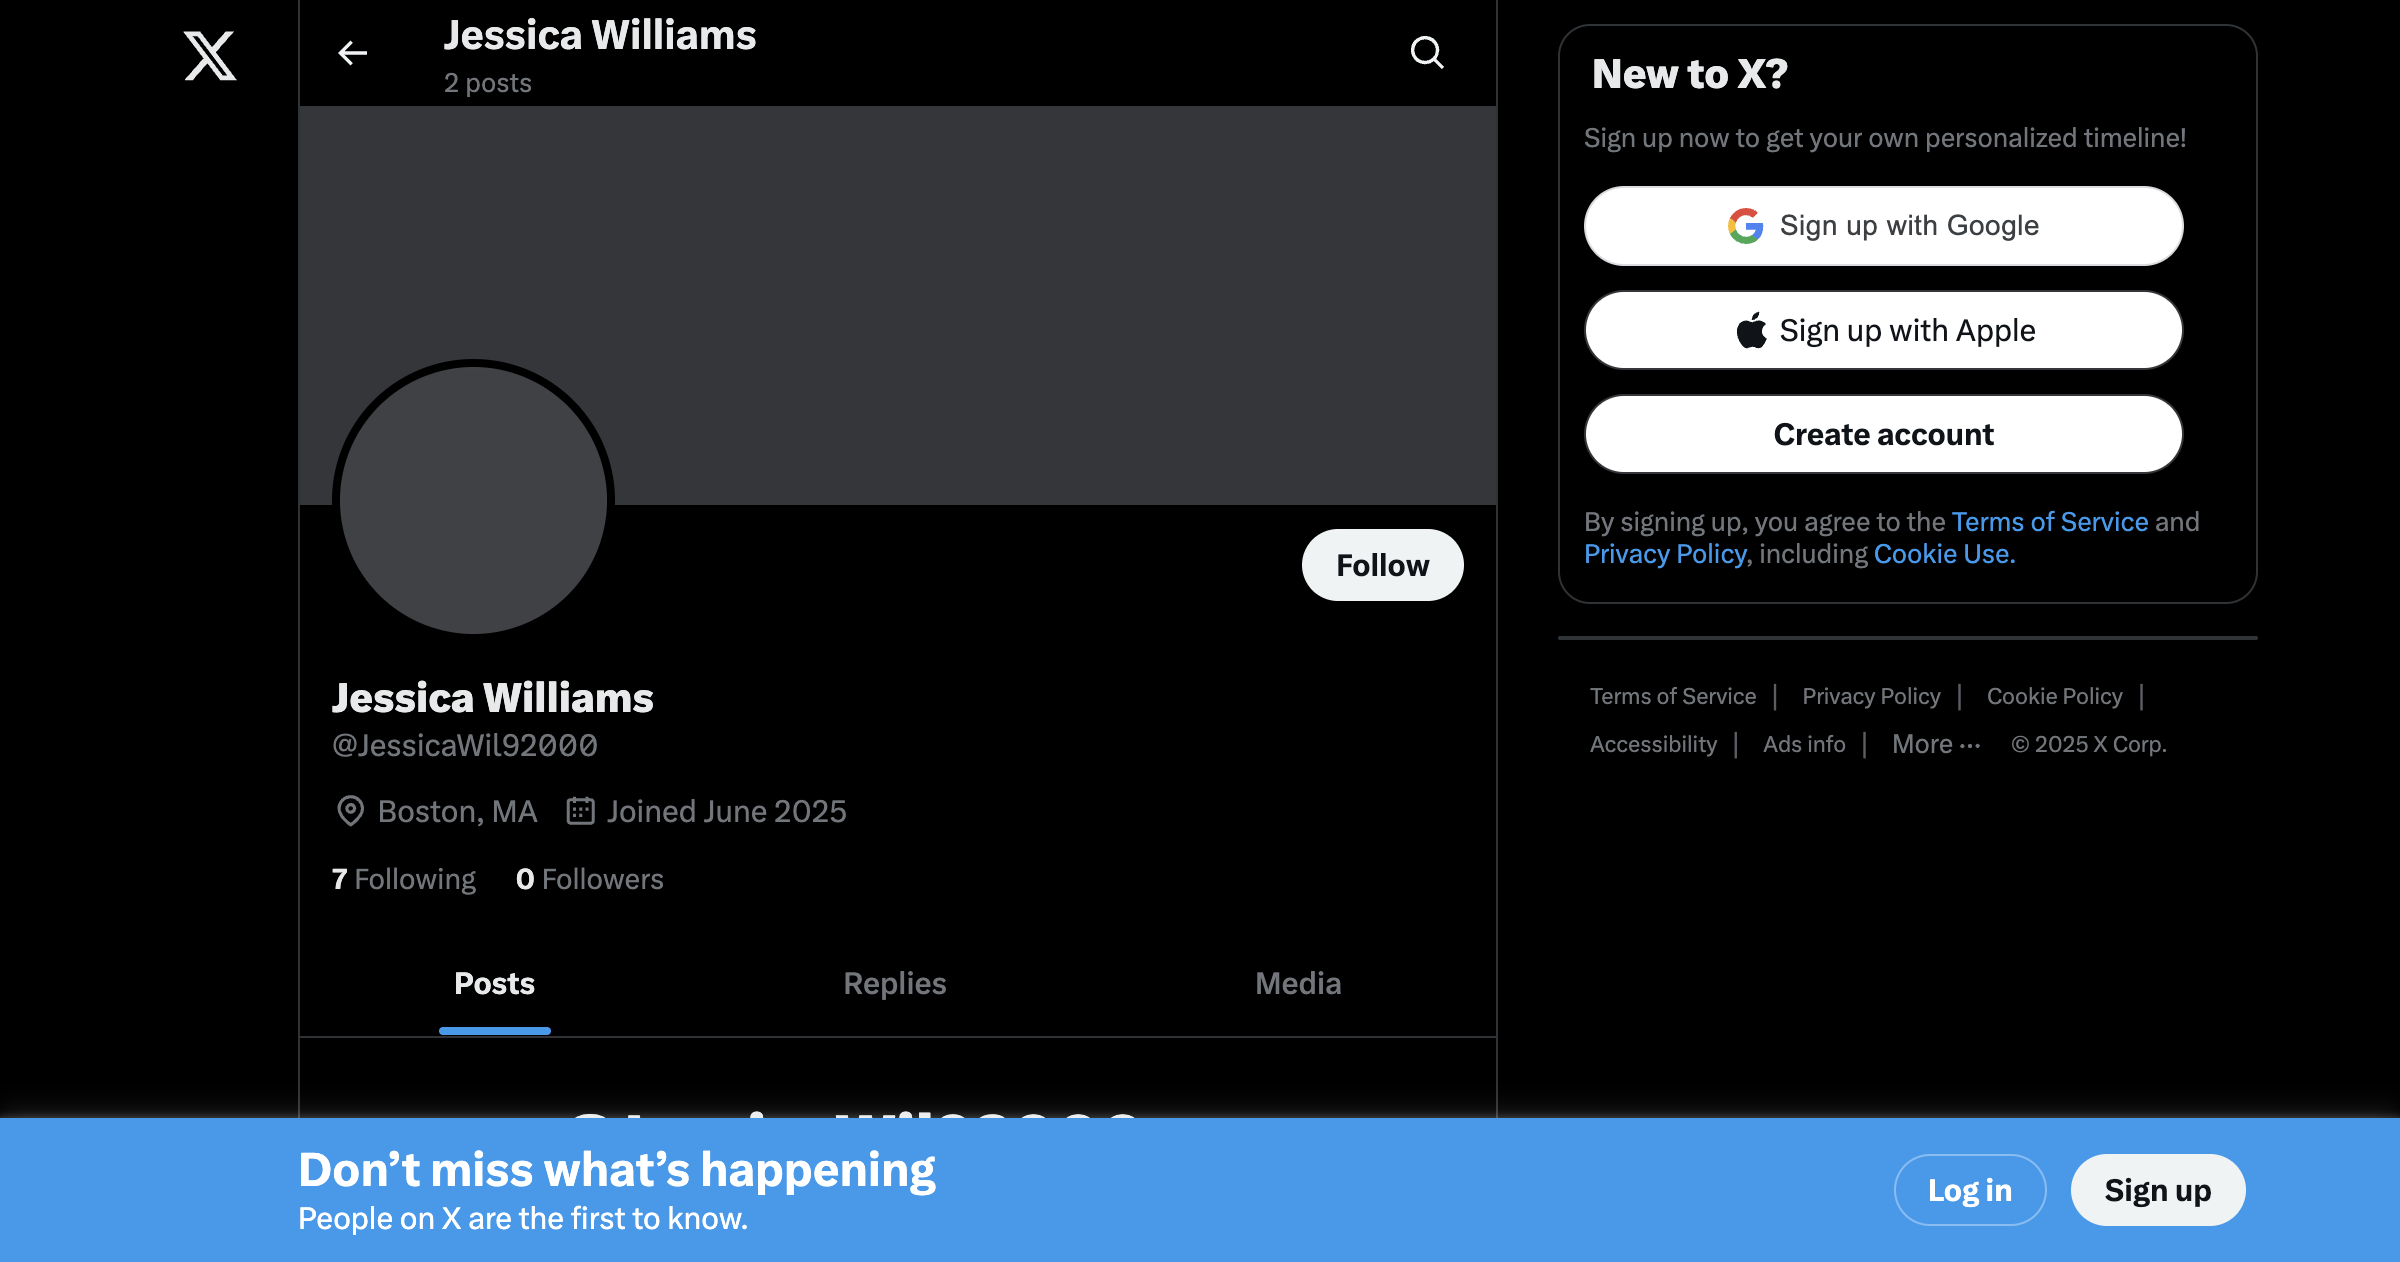 Jessica Williams
2 posts
Follow
Jessica Williams
@JessicaWil92000
Boston, MA Joined June 2025
7 Following 0 Followers
Posts Replies Media
New to X?
Sign up now to get your own personalized timeline!
Sign up with Google
Sign up with Apple
Create account
By signing up, you agree to the Terms of Service and
Privacy Policy, including Cookie Use.
Terms of Service | Privacy Policy | Cookie Policy |
Accessibility | Ads info | More ··· © 2025 X Corp.
Don’t miss what’s happening
People on X are the first to know.
Log in Sign up